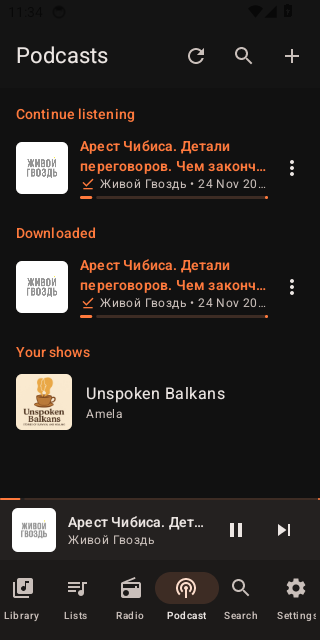 11:34
Podcasts
Continue listening
ЖИВОЙ
ГВОЗДЬ
Арест Чибиса. Детали
переговоров. Чем законч…
Живой Гвоздь • 24 Nov 20…
Downloaded
ЖИВОЙ
ГВОЗДЬ
Арест Чибиса. Детали
переговоров. Чем законч…
Живой Гвоздь • 24 Nov 20…
Your shows
Unspoken
Balkans
Unspoken Balkans
Amela
ЖИВОЙ
ГВОЗДЬ
Арест Чибиса. Дет…
Живой Гвоздь
Library Lists Radio Podcast Search Settings